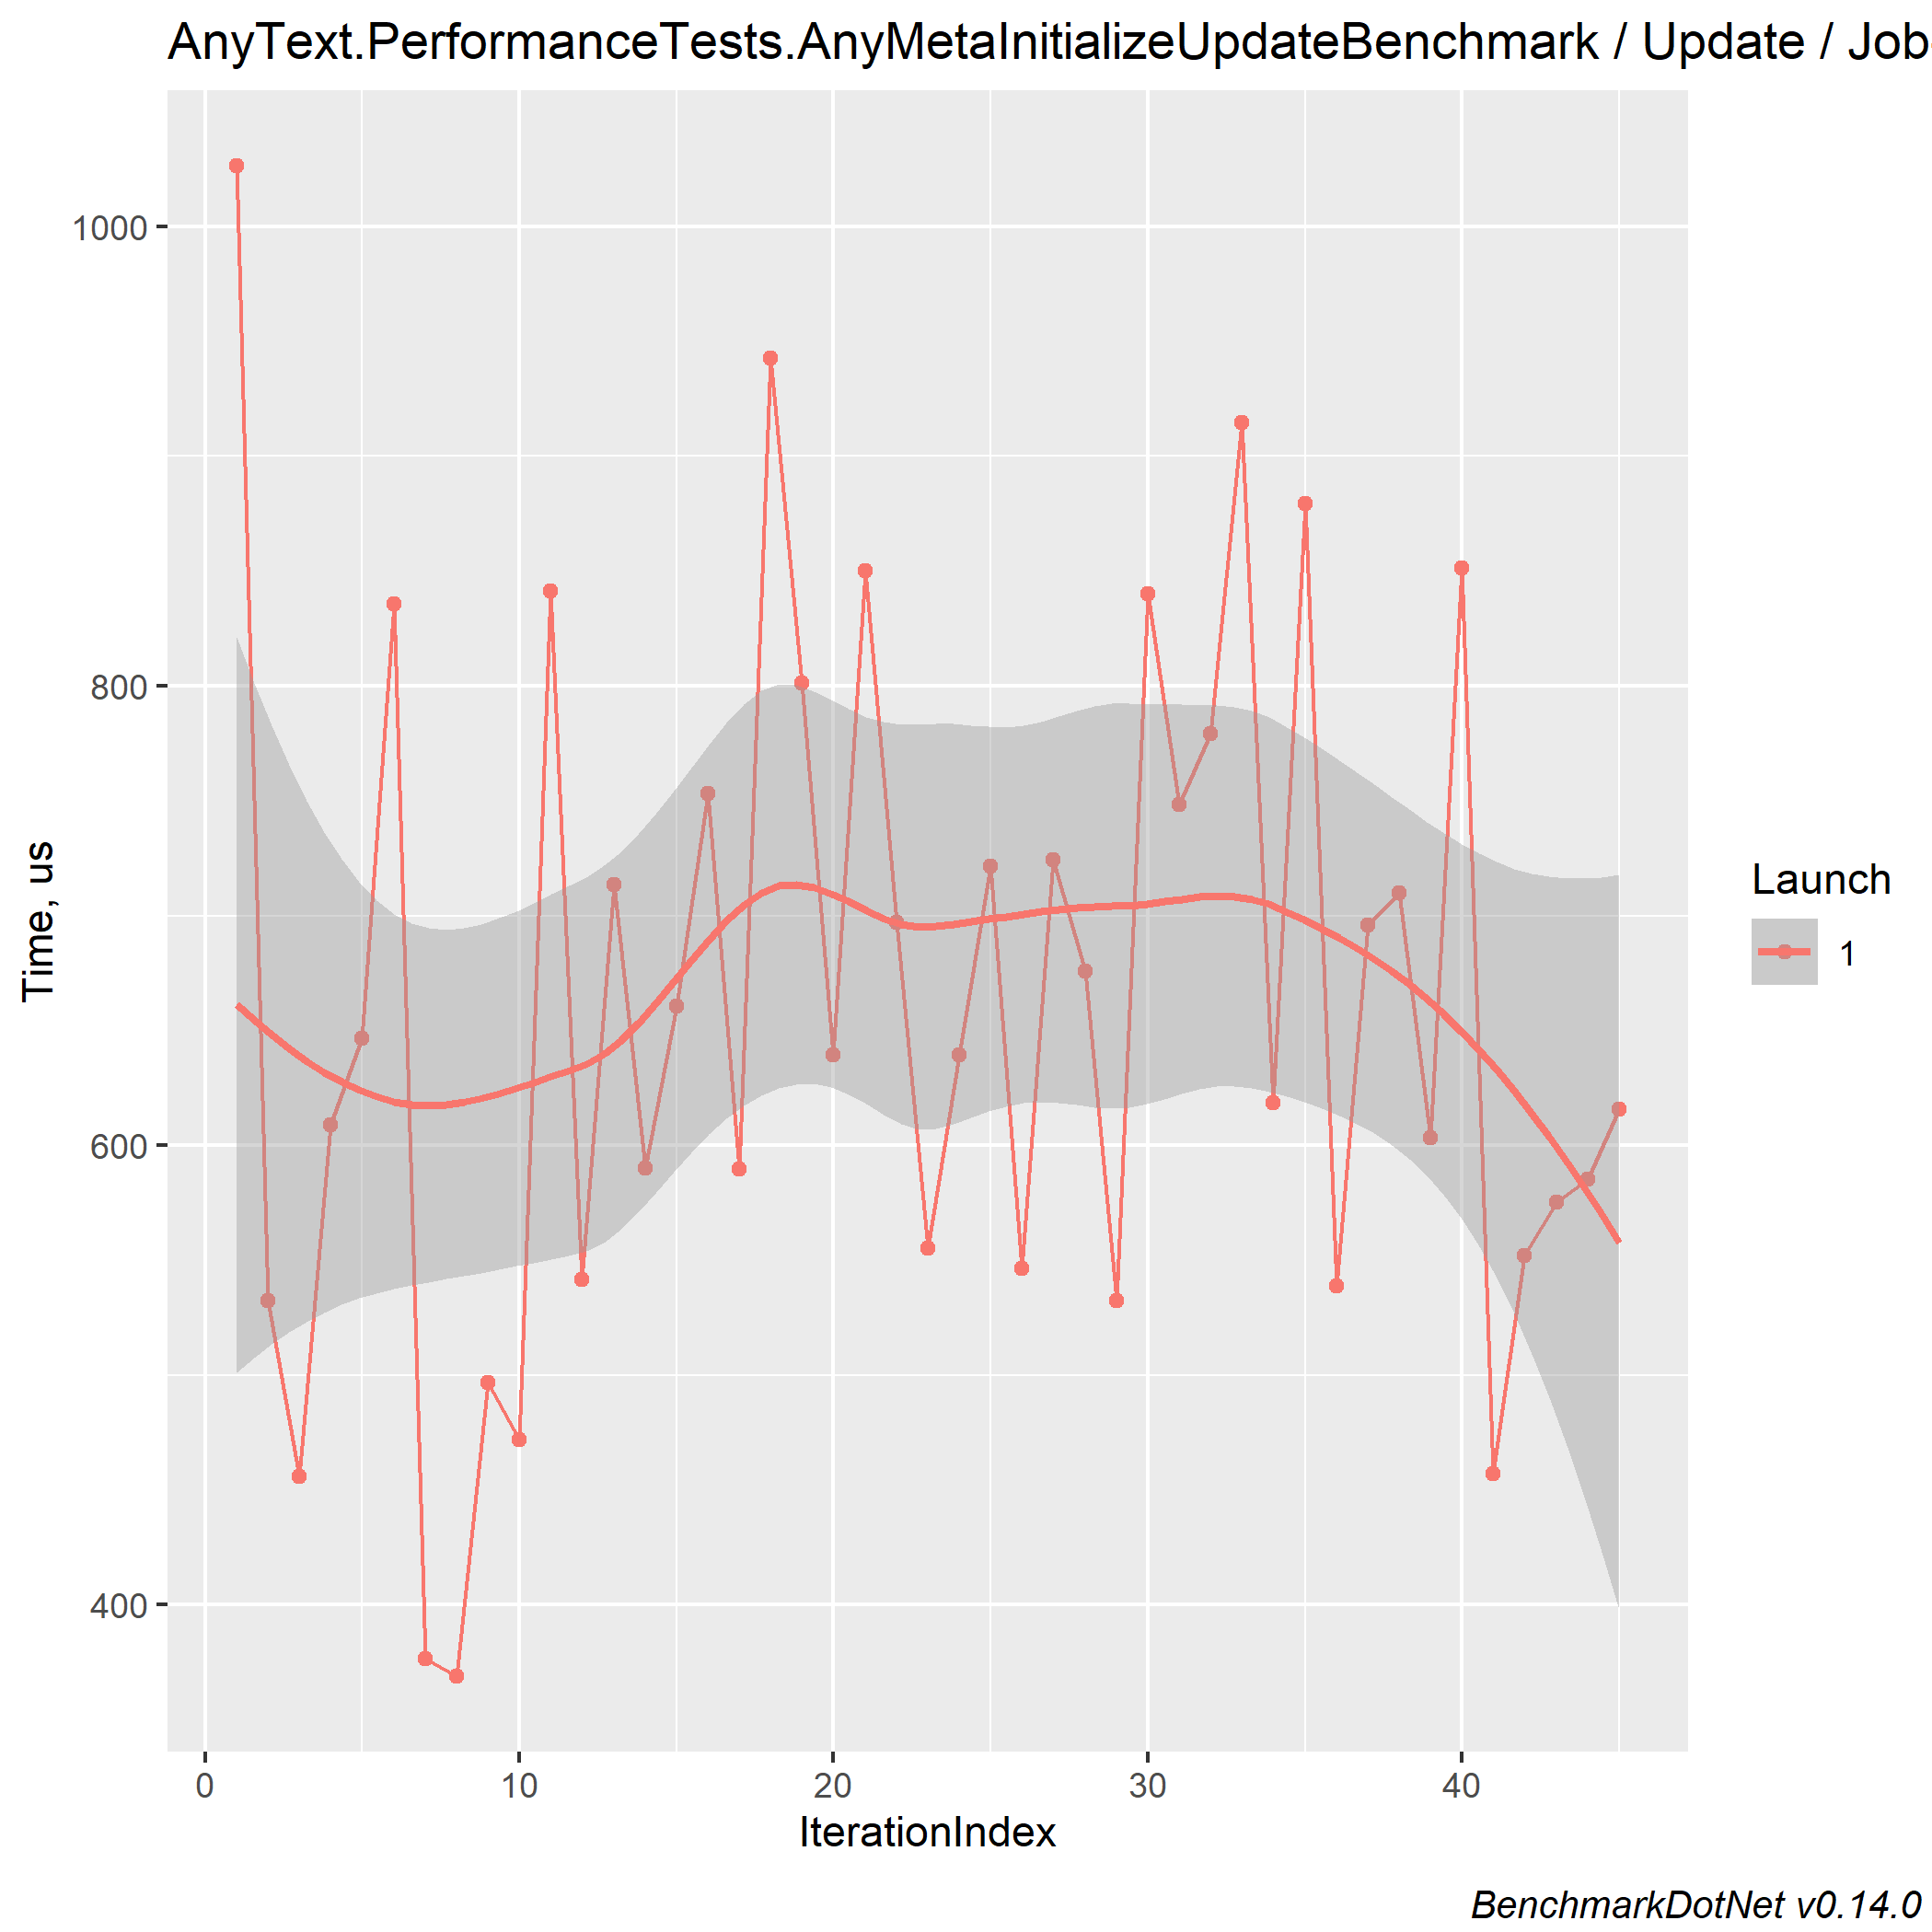 AnyText.PerformanceTests.AnyMetaInitializeUpdateBenchmark / Update / Job
1000
800
600
400
Time, us
0 10 20 30 40
IterationIndex
Launch
1
BenchmarkDotNet v0.14.0